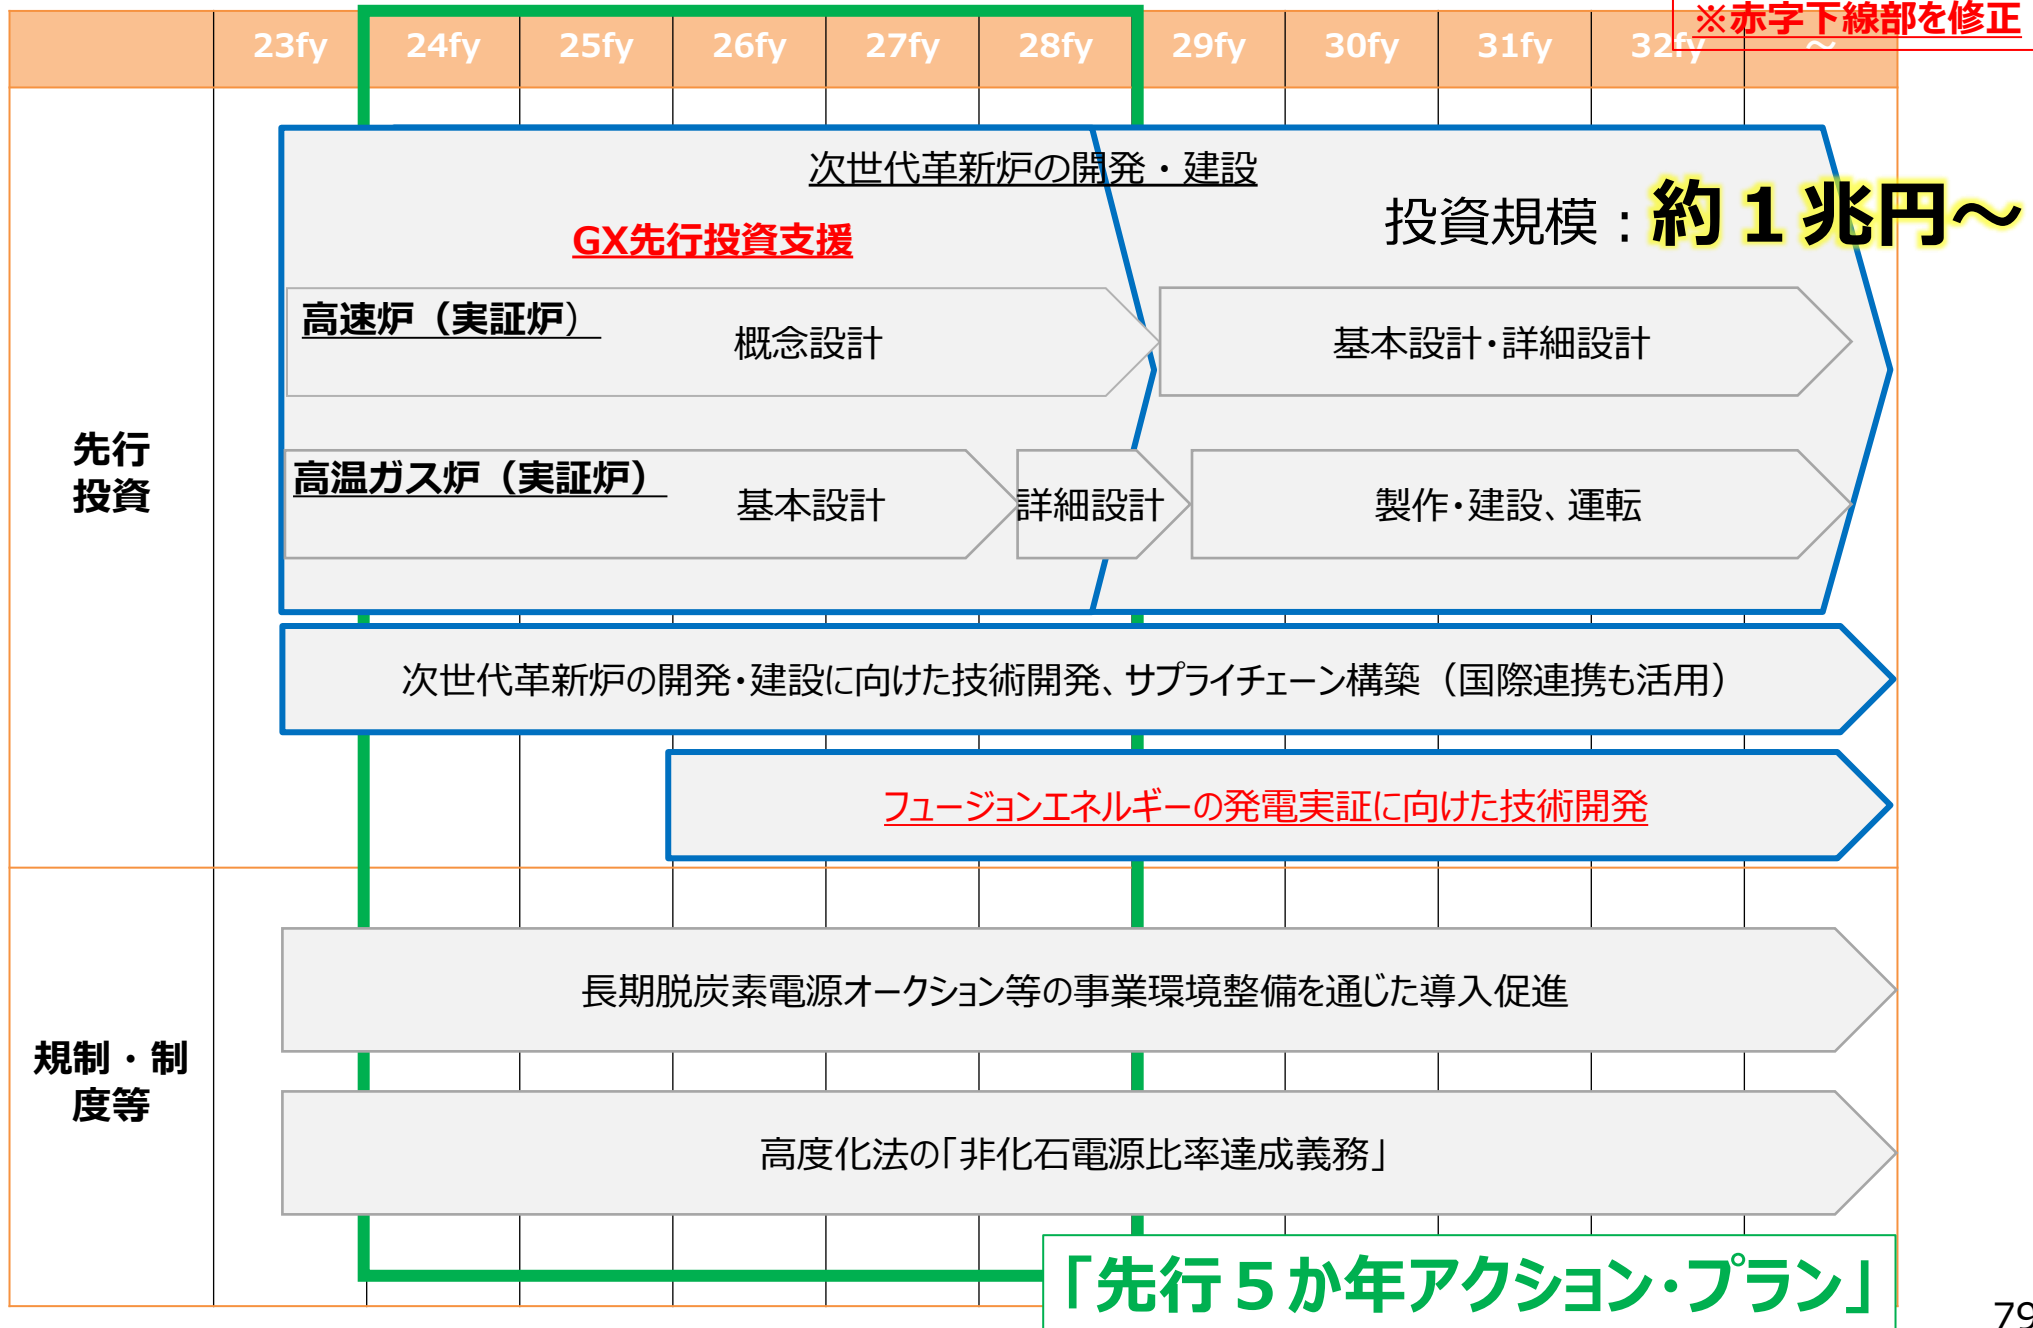 ※赤字下線部を修正
23fy 24fy 25fy 26fy 27fy 28fy 29fy 30fy 31fy 32fy ～
先行
投資
次世代革新炉の開発・建設
投資規模：約１兆円～
GX先行投資支援
高速炉（実証炉）
概念設計
基本設計・詳細設計
高温ガス炉（実証炉）
基本設計
詳細設計
製作・建設、運転
次世代革新炉の開発・建設に向けた技術開発、サプライチェーン構築（国際連携も活用）
フュージョンエネルギーの発電実証に向けた技術開発
規制・制
度等
長期脱炭素電源オークション等の事業環境整備を通じた導入促進
高度化法の「非化石電源比率達成義務」
「先行５か年アクション・プラン」
79